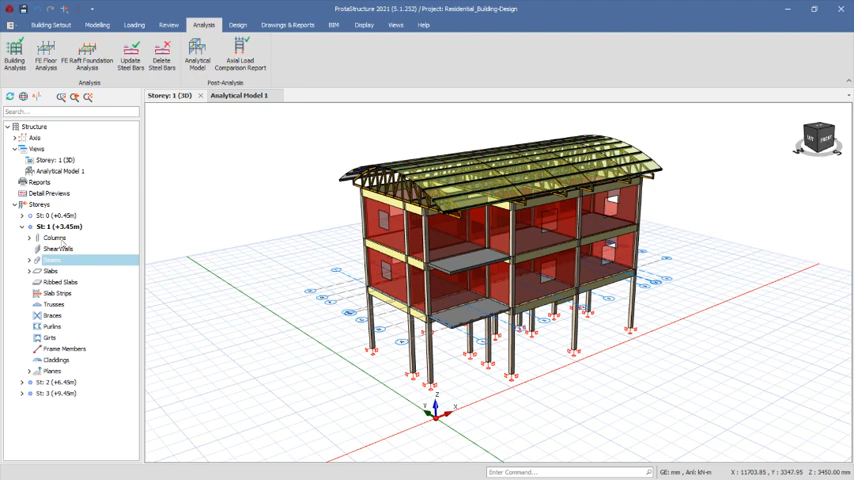 ProtaStructure 2021 (5.1.232) / Project: Residential_Building-Design
Building Setout Modelling Loading Review Analysis Design Drawings & Reports BIM Display Views Help
Building Analysis
FE Floor Analysis
FE Raft Foundation Analysis
Update Steel Bars
Delete Steel Bars
Analytical Model
Axial Load Comparison Report
Analysis Post-Analysis
Storey: 1 (3D) Analytical Model 1
Search...
Structure
Axis
Views
Storey: 1 (3D)
Analytical Model 1
Reports
Detail Previews
Storeys
St: 0 (+0.45m)
St: 1 (+3.45m)
Columns
ShearWalls
Beams
Slabs
Ribbed Slabs
Slab Strips
Trusses
Braces
Purlins
Girts
Frame Members
Claddings
Planes
St: 2 (+6.45m)
St: 3 (+9.45m)
LEFT FRONT
Z
Y X
Enter Command...
GE: mm , Anl: kN-m X : 11703.85 Y : 3347.95 Z : 3450.00 mm